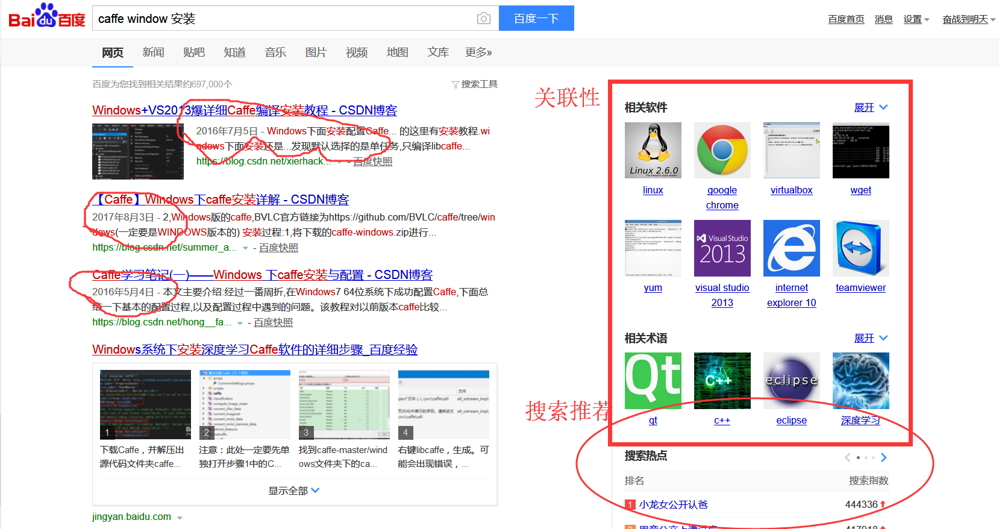 Bai du 百度
caffe window 安装
百度一下
百度首页 消息 设置 奋战到明天
网页 新闻 贴吧 知道 音乐 图片 视频 地图 文库 更多»
百度为您找到相关结果约697,000个
搜索工具
Windows+VS2013爆详细Caffe编译安装教程 - CSDN博客
2016年7月5日 - Windows下面安装配置Caffe... 的这里有安装教程.wi
ndows下面安装还是...发现默认选择的是单任务,只编译libcaffe...
https://blog.csdn.net/xierhack... - 百度快照
【Caffe】Windows下caffe安装详解 - CSDN博客
2017年8月3日 - 2,Windows版的caffe,BVLC官方链接为https://github.com/BVLC/caffe/tree/win
dows(一定要是WINDOWS版本的) 安装过程:1,将下载的caffe-windows.zip进行...
https://blog.csdn.net/summer_a... - 百度快照
Caffe学习笔记(一)——Windows 下caffe安装与配置 - CSDN博客
2016年5月4日 - 本文主要介绍:经过一番周折,在Windows7 64位系统下成功配置Caffe,下面总
结一下基本的配置过程,以及配置过程中遇到的问题。该教程对以前版本caffe比较...
https://blog.csdn.net/hong__fa... - 百度快照
Windows系统下安装深度学习Caffe软件的详细步骤_百度经验
props
CommonSettings.props
scripts
caffe
classification
compute_image_mean
convert_cifar_data
convert_imageset
convert_mnist_data
convert_mnist_siamese_data
extract_features
matcaffe
文件
1
2
3
4
下载Caffe，并解压出
源代码文件夹caffe...
注意：此处一定要先单
独打开步骤1中的C...
找到caffe-master/wind
ows文件夹下的ca...
右键libcaffe，生成。可
能会出现错误，...
显示全部
jingyan.baidu.com
关联性
相关软件
展开
Linux 2.6.0
The freedom does matter.
linux
google
chrome
virtualbox
wget
Visual Studio
2013
yum
visual studio
2013
internet
explorer 10
teamviewer
相关术语
展开
Qt
C++
eclipse
qt
c++
eclipse
深度学习
搜索推荐
搜索热点
排名 搜索指数
1 小龙女公开认爸 444336